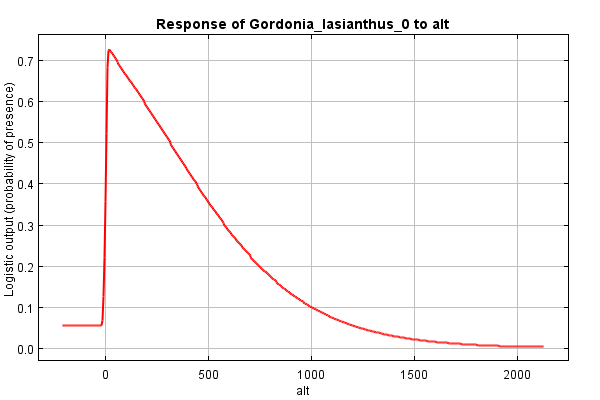 Response of Gordonia_lasianthus_0 to alt
Logistic output (probability of presence)
0.7
0.6
0.5
0.4
0.3
0.2
0.1
0.0
0 500 1000 1500 2000
alt